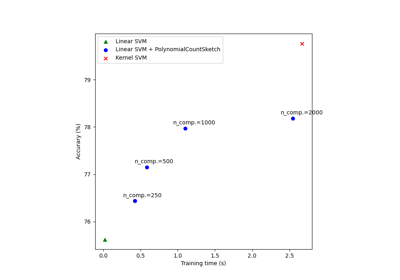 Linear SVM
Linear SVM + PolynomialCountSketch
Kernel SVM
79
n_comp.=2000
n_comp.=1000
78
n_comp.=500
77
n_comp.=250
76
Accurary (%)
0.0 0.5 1.0 1.5 2.0 2.5
Training time (s)